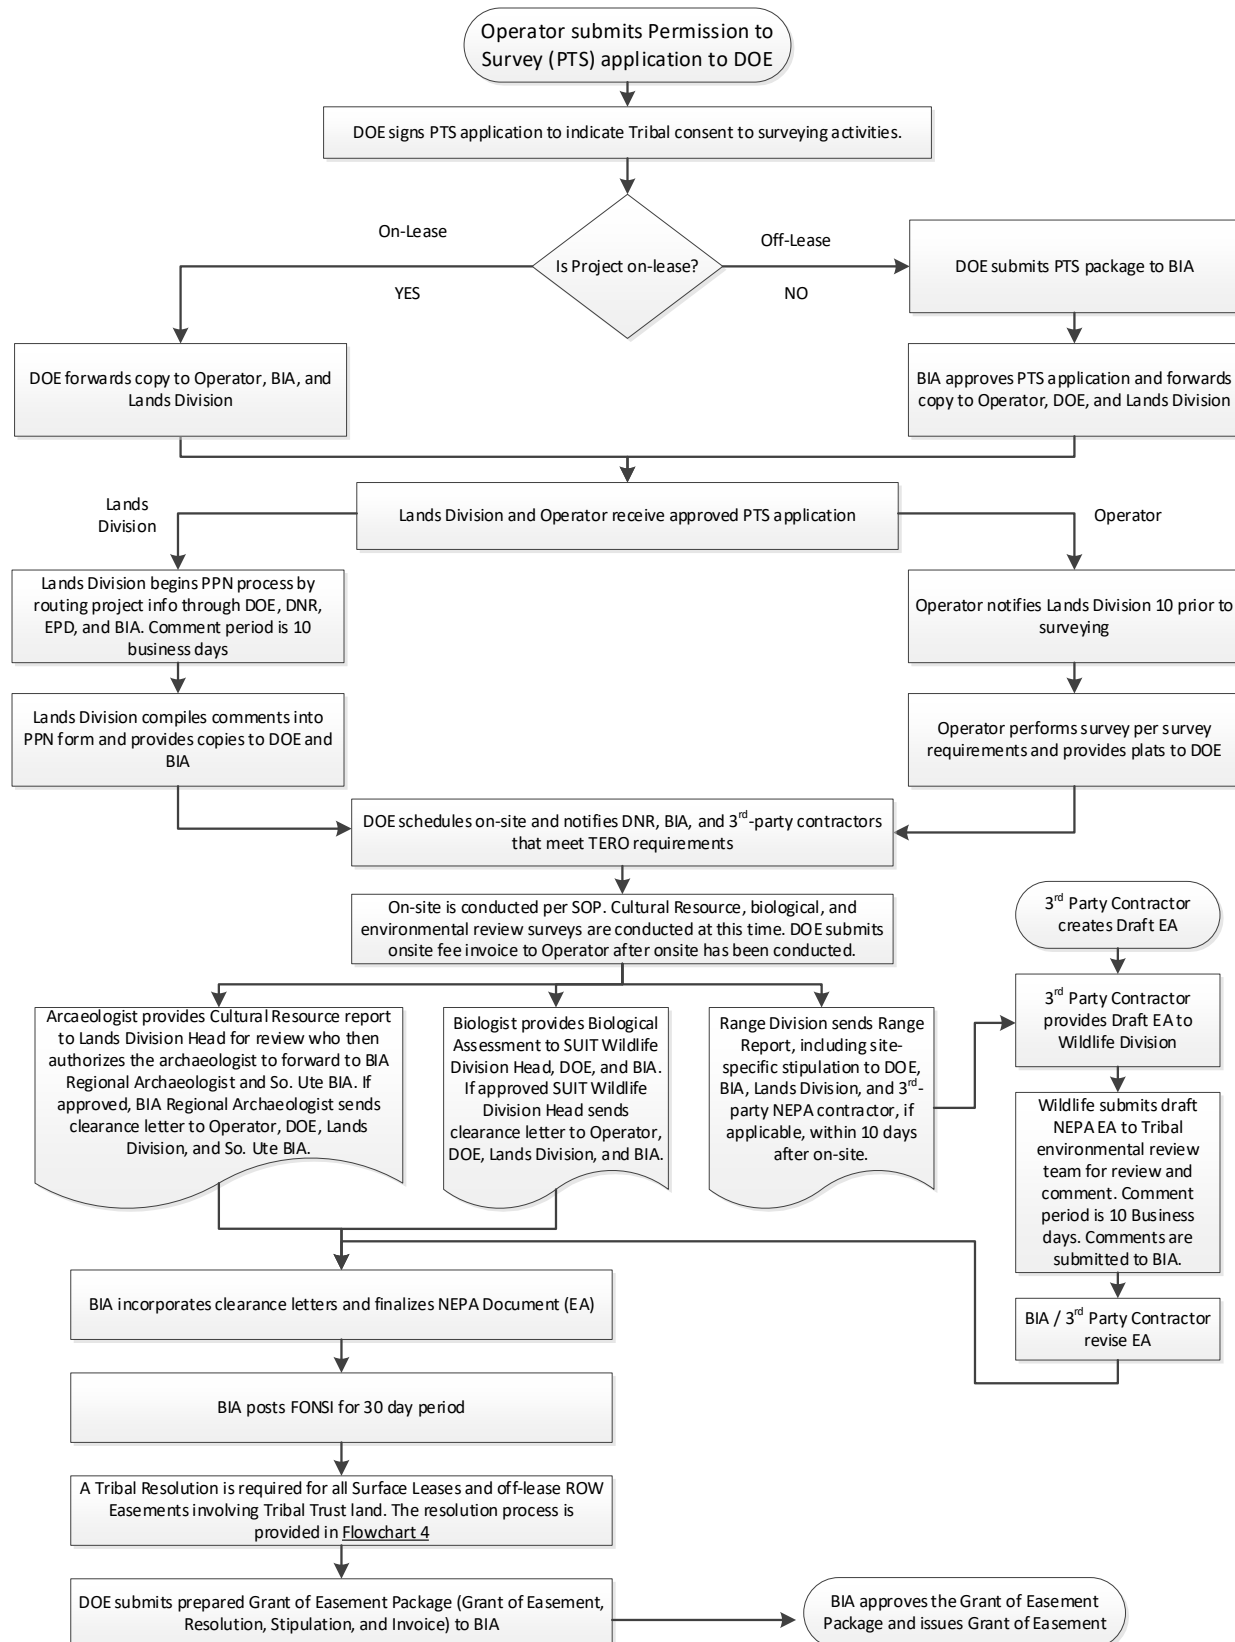 Operator submits Permission to
Survey (PTS) application to DOE
DOE signs PTS application to indicate Tribal consent to surveying activities.
On-Lease
Off-Lease
Is Project on-lease?
YES
NO
DOE submits PTS package to BIA
DOE forwards copy to Operator, BIA, and
Lands Division
BIA approves PTS application and forwards
copy to Operator, DOE, and Lands Division
Lands
Division
Lands Division and Operator receive approved PTS application
Operator
Lands Division begins PPN process by
routing project info through DOE, DNR,
EPD, and BIA. Comment period is 10
business days
Operator notifies Lands Division 10 prior to
surveying
Lands Division compiles comments into
PPN form and provides copies to DOE and
BIA
Operator performs survey per survey
requirements and provides plats to DOE
DOE schedules on-site and notifies DNR, BIA, and 3rd-party contractors
that meet TERO requirements
On-site is conducted per SOP. Cultural Resource, biological, and
environmental review surveys are conducted at this time. DOE submits
onsite fee invoice to Operator after onsite has been conducted.
3rd Party Contractor
creates Draft EA
Arcaeologist provides Cultural Resource report
to Lands Division Head for review who then
authorizes the archaeologist to forward to BIA
Regional Archaeologist and So. Ute BIA. If
approved, BIA Regional Archaeologist sends
clearance letter to Operator, DOE, Lands
Division, and So. Ute BIA.
Biologist provides Biological
Assessment to SUIT Wildlife
Division Head, DOE, and BIA.
If approved SUIT Wildlife
Division Head sends
clearance letter to Operator,
DOE, Lands Division, and BIA.
Range Division sends Range
Report, including site-
specific stipulation to DOE,
BIA, Lands Division, and 3rd-
party NEPA contractor, if
applicable, within 10 days
after on-site.
3rd Party Contractor
provides Draft EA to
Wildlife Division
Wildlife submits draft
NEPA EA to Tribal
environmental review
team for review and
comment. Comment
period is 10 Business
days. Comments are
submitted to BIA.
BIA / 3rd Party Contractor
revise EA
BIA incorporates clearance letters and finalizes NEPA Document (EA)
BIA posts FONSI for 30 day period
A Tribal Resolution is required for all Surface Leases and off-lease ROW
Easements involving Tribal Trust land. The resolution process is
provided in Flowchart 4
DOE submits prepared Grant of Easement Package (Grant of Easement,
Resolution, Stipulation, and Invoice) to BIA
BIA approves the Grant of Easement
Package and issues Grant of Easement